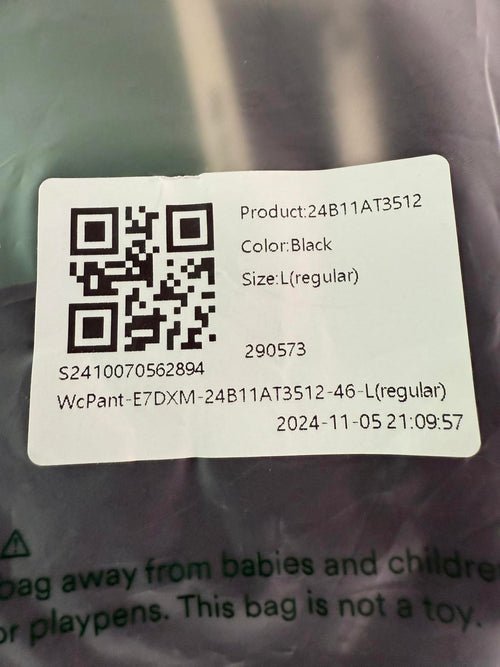 Product:24B11AT3512
Color:Black
Size:L(regular)
290573
S2410070562894
WcPant-E7DXM-24B11AT3512-46-L(regular)
2024-11-05 21:09:57
bag away from babies and childre
or playpens. This bag is not a toy.